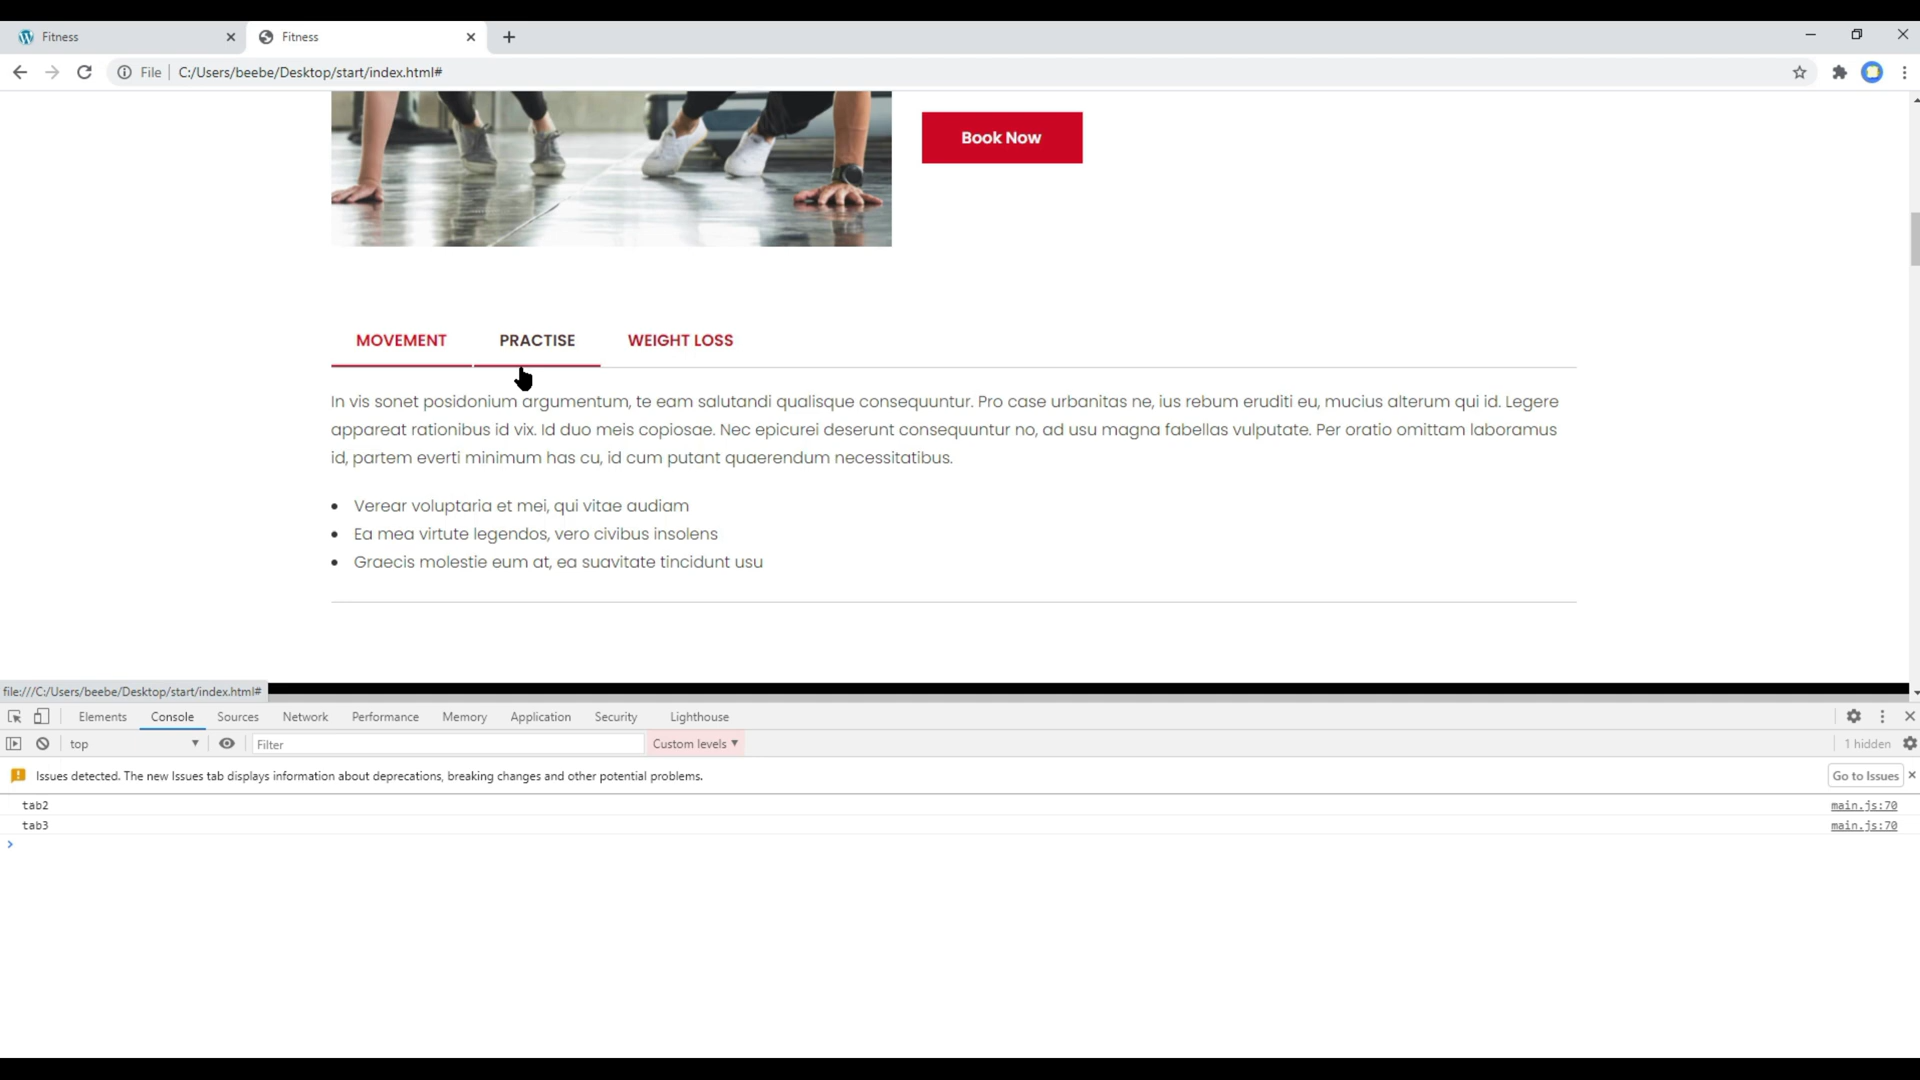 Fitness
Fitness
File C:/Users/beebe/Desktop/start/index.html#
Book Now
MOVEMENT PRACTISE WEIGHT LOSS
In vis sonet posidonium argumentum, te eam salutandi qualisque consequuntur. Pro case urbanitas ne, ius rebum eruditi eu, mucius alterum qui id. Legere
appareat rationibus id vix. Id duo meis copiosae. Nec epicurei deserunt consequuntur no, ad usu magna fabellas vulputate. Per oratio omittam laboramus
id, partem everti minimum has cu, id cum putant quaerendum necessitatibus.
Verear voluptaria et mei, qui vitae audiam
Ea mea virtute legendos, vero civibus insolens
Graecis molestie eum at, ea suavitate tincidunt usu
file:///C:/Users/beebe/Desktop/start/index.html#
Elements Console Sources Network Performance Memory Application Security Lighthouse
top Filter Custom levels 1 hidden
Issues detected. The new Issues tab displays information about deprecations, breaking changes and other potential problems. Go to Issues
tab2 main.js:70
tab3 main.js:70